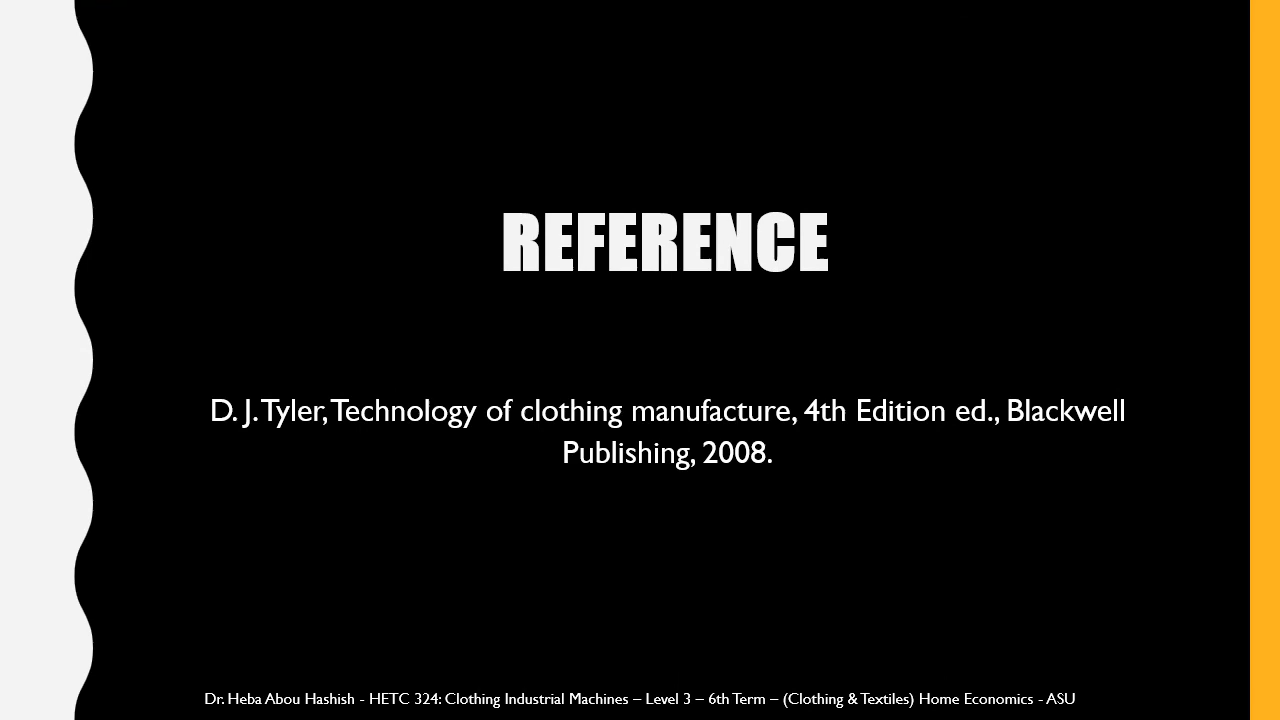 REFERENCE
D. J. Tyler, Technology of clothing manufacture, 4th Edition ed., Blackwell
Publishing, 2008.
Dr. Heba Abou Hashish - HETC 324: Clothing Industrial Machines – Level 3 – 6th Term – (Clothing & Textiles) Home Economics - ASU